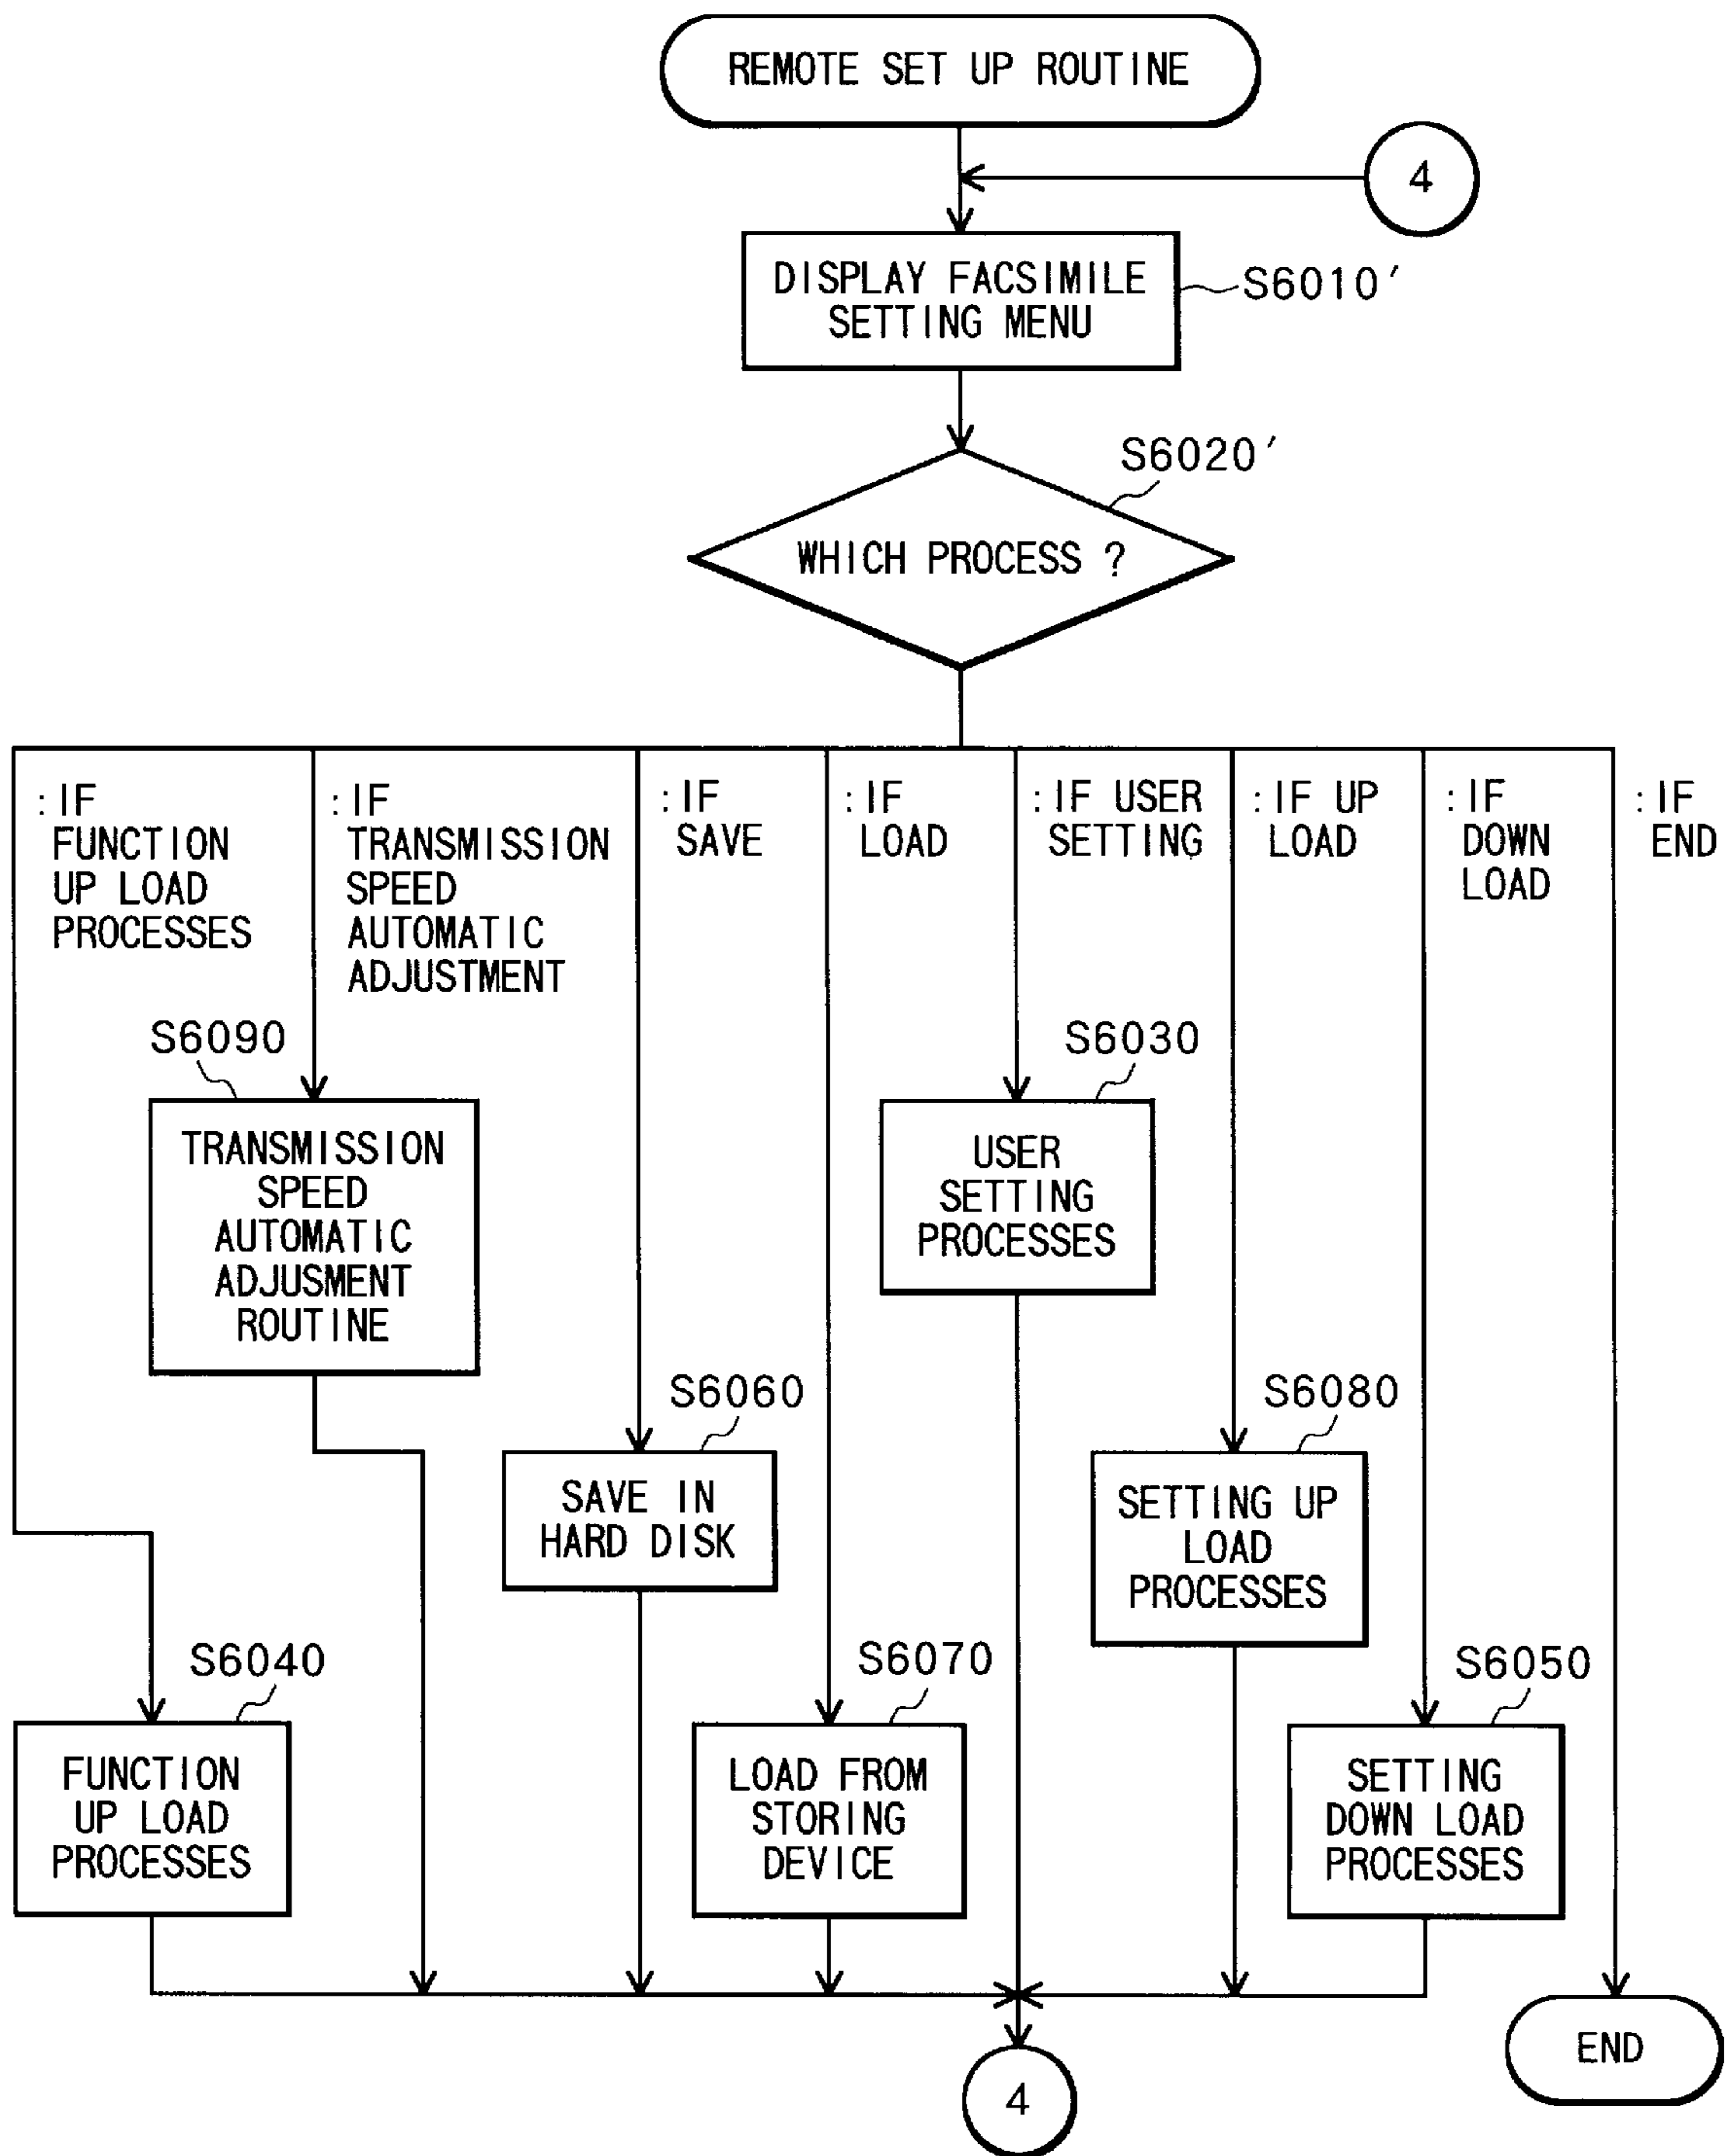 REMOTE SET UP ROUTINE
4
DISPLAY FACSIMILE
SETTING MENU
S6010'
S6020'
WHICH PROCESS ?
:IF
FUNCTION
UP LOAD
PROCESSES
:IF
TRANSMISSION
SPEED
AUTOMATIC
ADJUSTMENT
:IF
SAVE
:IF
LOAD
:IF USER
SETTING
:IF UP
LOAD
:IF
DOWN
LOAD
:IF
END
S6090
TRANSMISSION
SPEED
AUTOMATIC
ADJUSMENT
ROUTINE
S6030
USER
SETTING
PROCESSES
S6060
SAVE IN
HARD DISK
S6080
SETTING UP
LOAD
PROCESSES
S6040
FUNCTION
UP LOAD
PROCESSES
S6070
LOAD FROM
STORING
DEVICE
S6050
SETTING
DOWN LOAD
PROCESSES
4
END